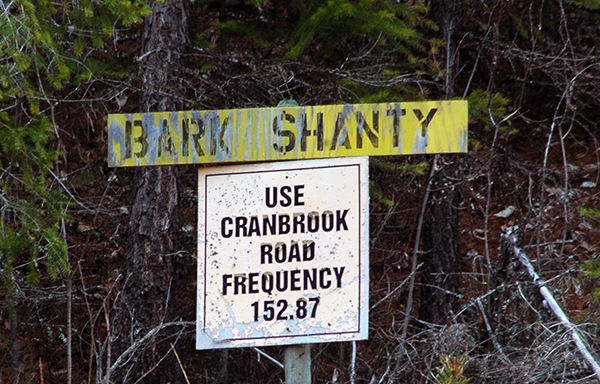 BARK SHANTY
USE
CRANBROOK
ROAD
FREQUENCY
152.87